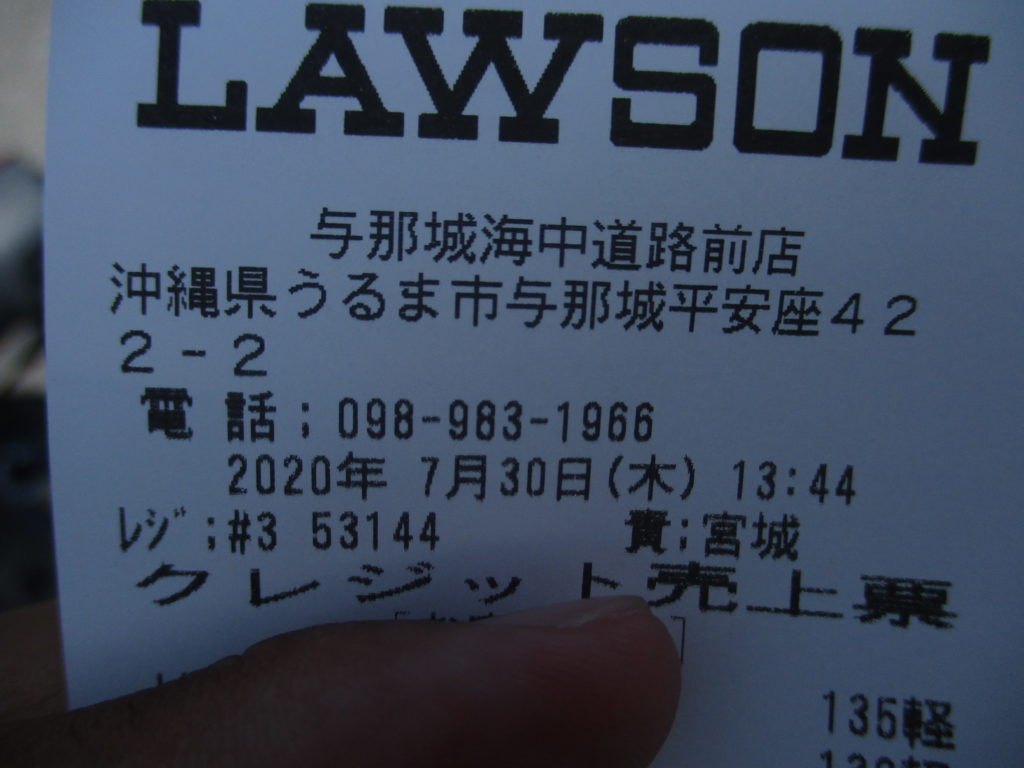 LAWSON
与那城海中道路前店
沖縄県うるま市与那城平安座42
2-2
電 話;098-983-1966
2020年 7月30日(木) 13:44
レジ;#3 53144 責:宮城
クレジット売上票
135軽